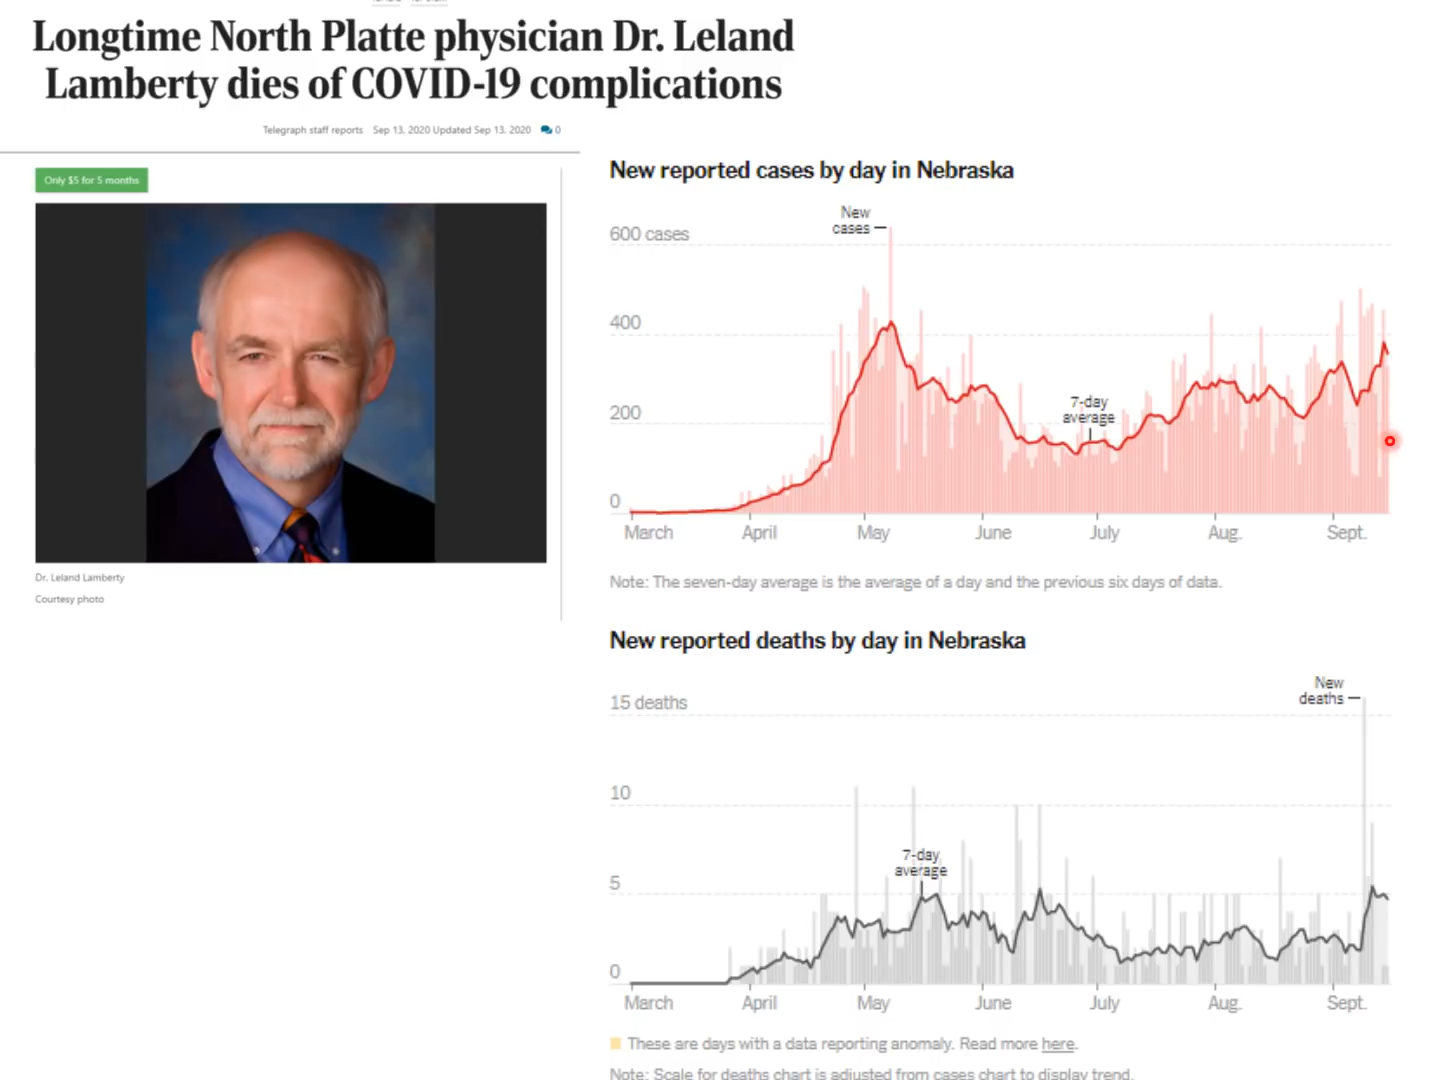 Longtime North Platte physician Dr. Leland
Lamberty dies of COVID-19 complications
Telegraph staff reports Sep 13, 2020 Updated Sep 13, 2020 0
Only $5 for 5 months
Dr. Leland Lamberty
Courtesy photo
New reported cases by day in Nebraska
New
cases
600 cases
400
7-day
average
200
0
March April May June July Aug. Sept.
Note: The seven-day average is the average of a day and the previous six days of data.
New reported deaths by day in Nebraska
New
deaths
15 deaths
10
7-day
average
5
0
March April May June July Aug. Sept.
These are days with a data reporting anomaly. Read more here.
Note: Scale for deaths chart is adjusted from cases chart to display trend.